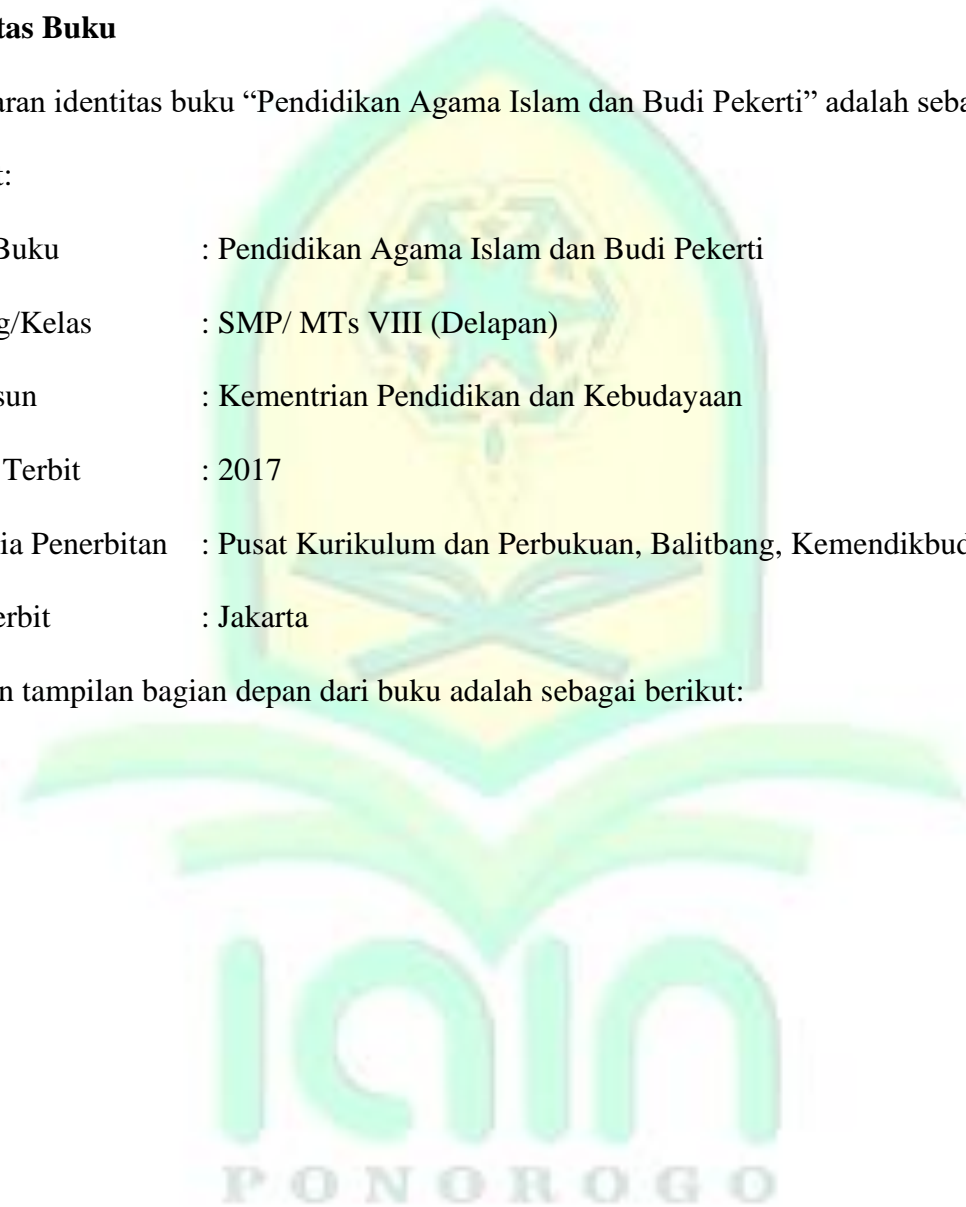 tas Buku
aran identitas buku “Pendidikan Agama Islam dan Budi Pekerti” adalah seba
t:
Buku : Pendidikan Agama Islam dan Budi Pekerti
g/Kelas : SMP/ MTs VIII (Delapan)
sun : Kementrian Pendidikan dan Kebudayaan
Terbit : 2017
ia Penerbitan : Pusat Kurikulum dan Perbukuan, Balitbang, Kemendikbud
erbit : Jakarta
n tampilan bagian depan dari buku adalah sebagai berikut:
iain
PONOROGO